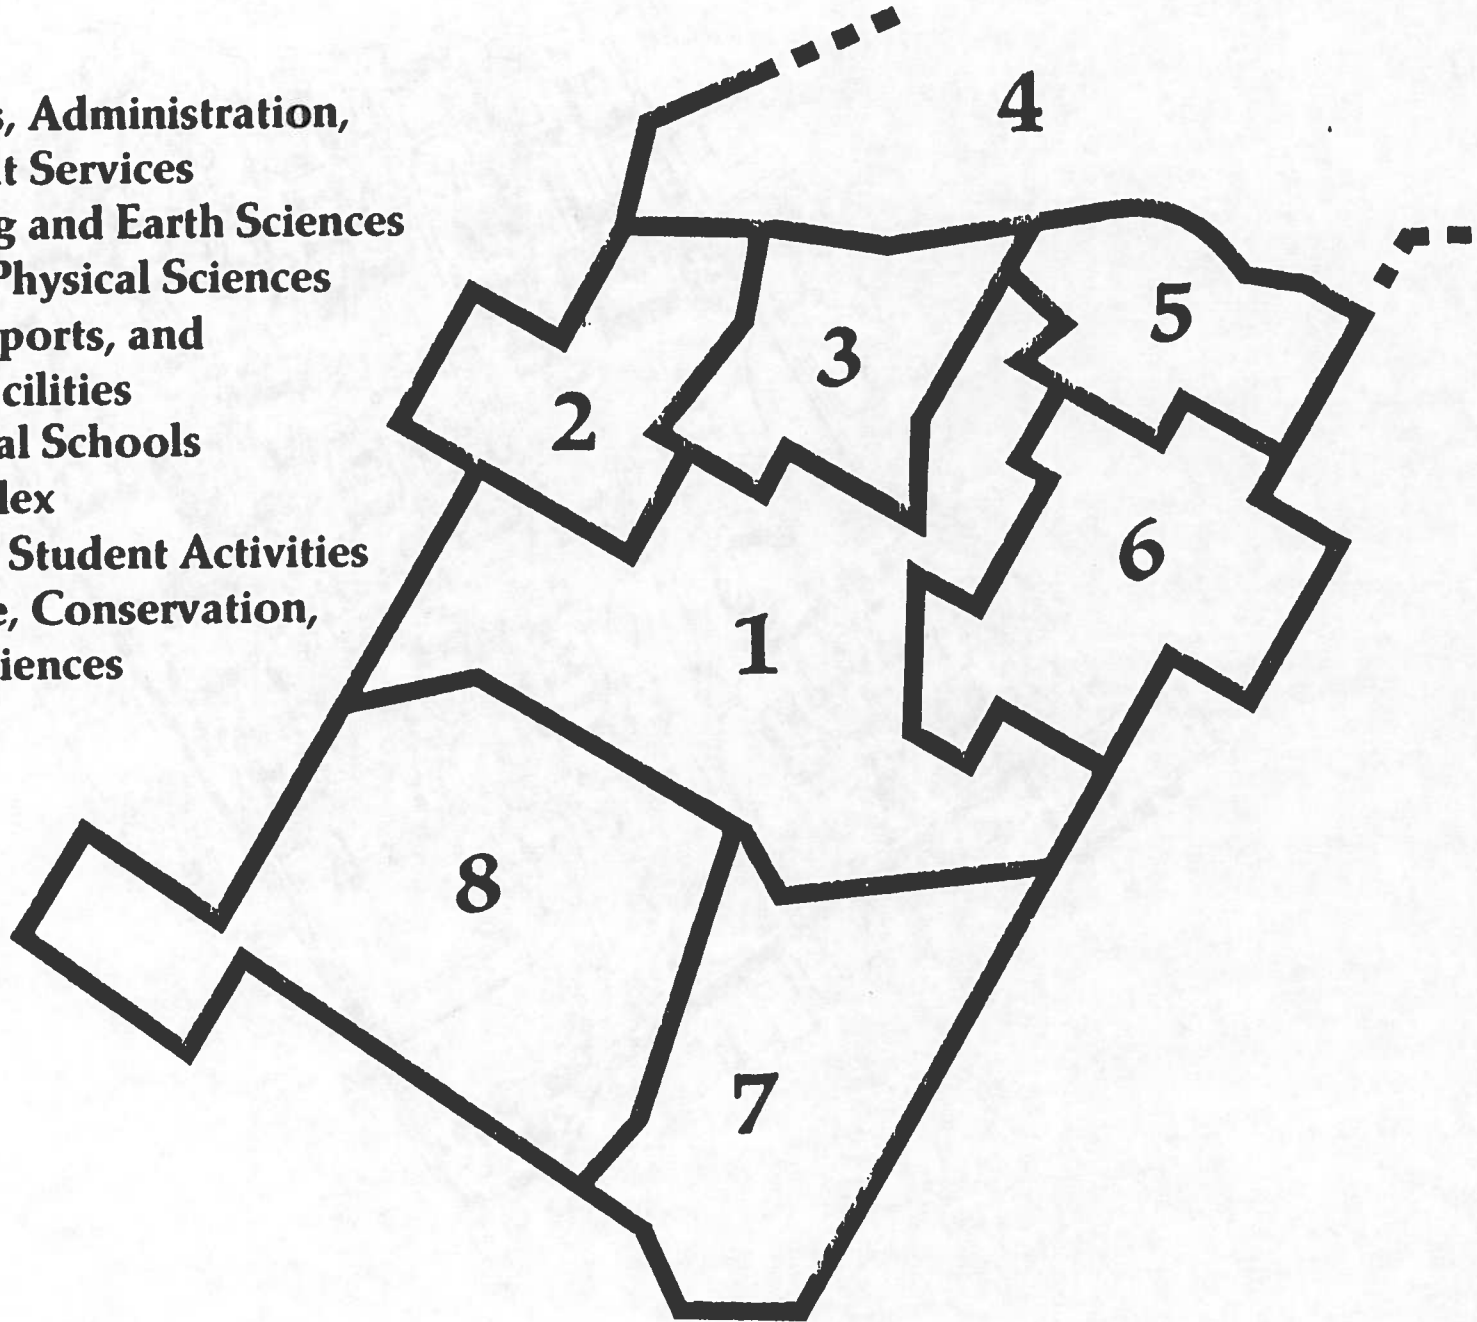 s, Administration,
t Services
g and Earth Sciences
Physical Sciences
ports, and
cilities
al Schools
lex
Student Activities
e, Conservation,
iences
4
5
3
2
6
1
8
7